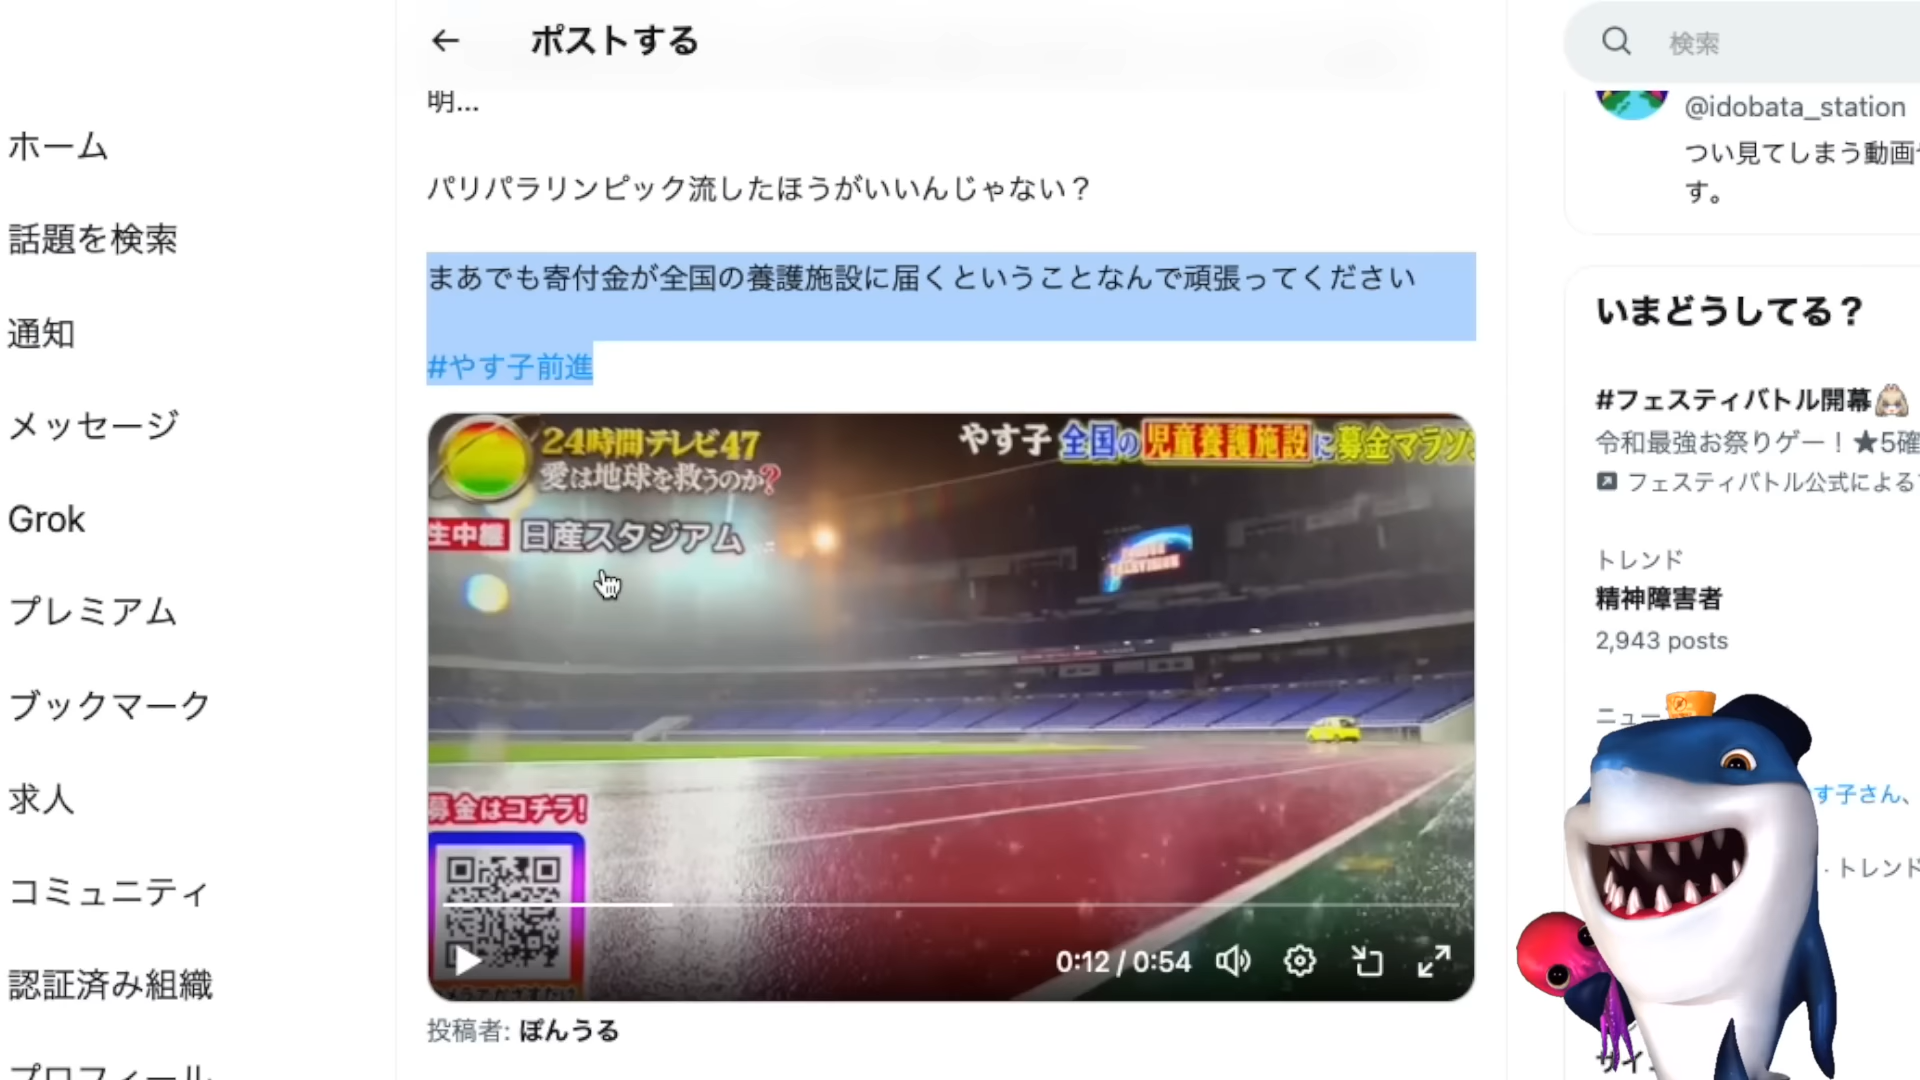 ポストする
検索
明...
@idobata_station
つい見てしまう動画
す。
ホーム
話題を検索
通知
メッセージ
Grok
プレミアム
ブックマーク
求人
コミュニティ
認証済み組織
プロフィール
パリパラリンピック流したほうがいいんじゃない？
まあでも寄付金が全国の養護施設に届くということなんで頑張ってください
#やす子前進
24時間テレビ47
愛は地球を救うのか?
やす子 全国の児童養護施設に募金マラソン
生中継 日産スタジアム
募金はコチラ!
0:12 / 0:54
投稿者: ぽんうる
いまどうしてる？
#フェスティバトル開幕
令和最強お祭りゲー！★5確
フェスティバトル公式による
トレンド
精神障害者
2,943 posts
ニュー
す子さん、
· トレンド
サイ